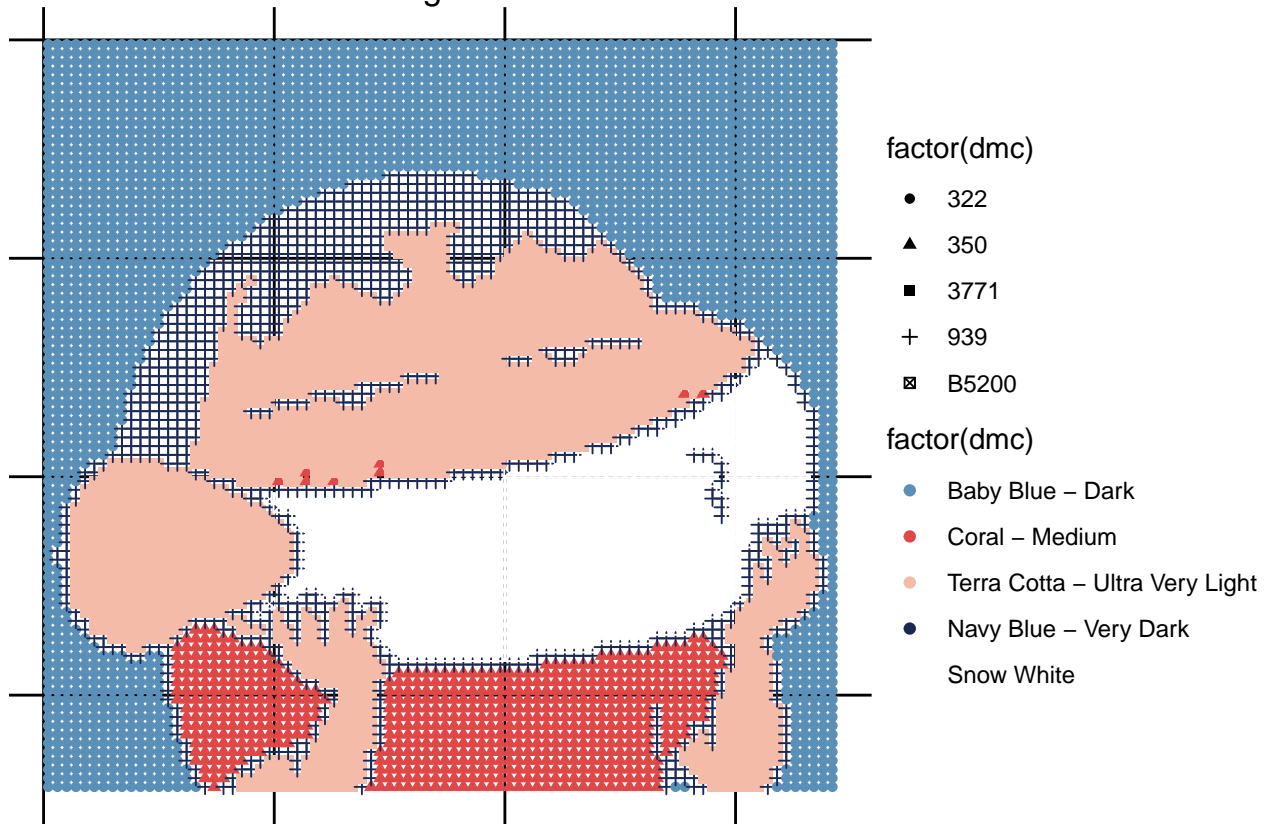 factor(dmc)
322
350
3771
939
B5200
factor(dmc)
Baby Blue – Dark
Coral – Medium
Terra Cotta – Ultra Very Light
Navy Blue – Very Dark
Snow White